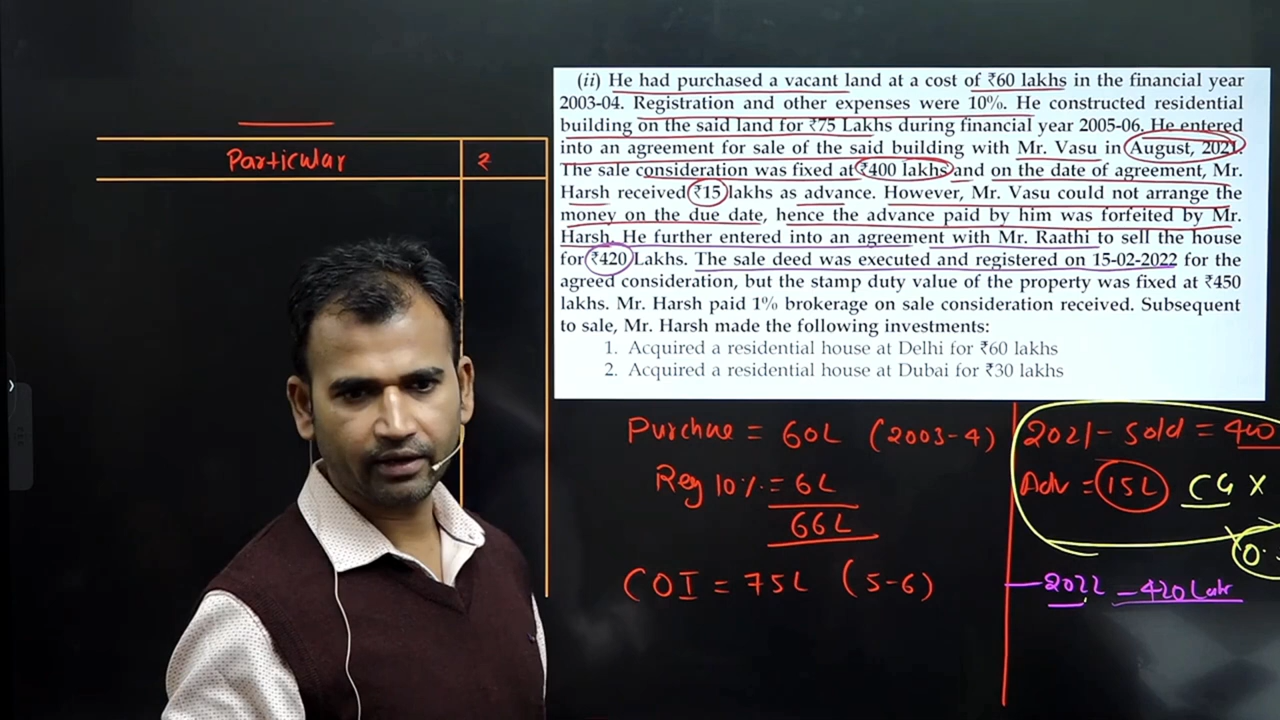 (ii) He had purchased a vacant land at a cost of ₹60 lakhs in the financial year
2003-04. Registration and other expenses were 10%. He constructed residential
building on the said land for ₹75 Lakhs during financial year 2005-06. He entered
into an agreement for sale of the said building with Mr. Vasu in August, 2021.
The sale consideration was fixed at ₹400 lakhs and on the date of agreement, Mr.
Harsh received ₹15 lakhs as advance. However, Mr. Vasu could not arrange the
money on the due date, hence the advance paid by him was forfeited by Mr.
Harsh. He further entered into an agreement with Mr. Raathi to sell the house
for ₹420 Lakhs. The sale deed was executed and registered on 15-02-2022 for the
agreed consideration, but the stamp duty value of the property was fixed at ₹450
lakhs. Mr. Harsh paid 1% brokerage on sale consideration received. Subsequent
to sale, Mr. Harsh made the following investments:
1. Acquired a residential house at Delhi for ₹60 lakhs
2. Acquired a residential house at Dubai for ₹30 lakhs
Particular ₹
Purchae = 60L (2003-4)
Reg 10% = 6L
66L
COI = 75L (5-6)
2021 - Sold = 400
Adv = 15L CG X
2022 - 420 Lakh